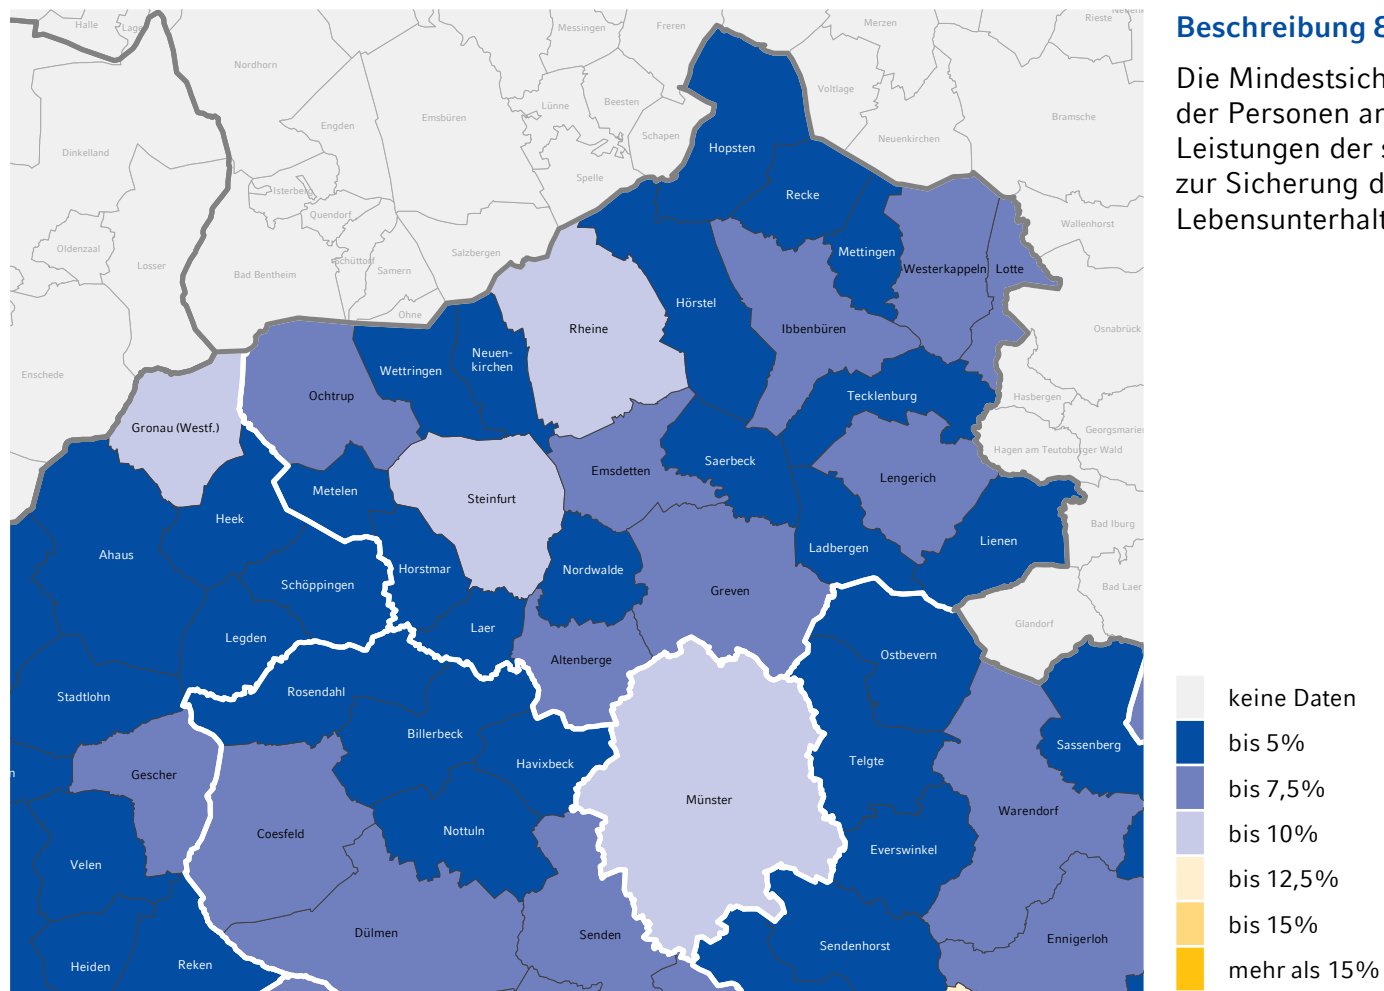 Halle
Lage
Nordhorn
Messingen
Freren
Merzen
Rieste
Voltlage
Emsbüren
Lünne
Beesten
Engden
Schapen
Bramsche
Neuenkirchen
Dinkelland
Hopsten
Spelle
Isterberg
Recke
Quendorf
Wallenhorst
Oldenzaal
Salzbergen
Mettingen
Losser
Schüttorf
Bad Bentheim
Samern
Westerkappeln
Lotte
Hörstel
Ohne
Rheine
Ibbenbüren
Osnabrück
Neuen-
kirchen
Wettringen
Enschede
Ochtrup
Tecklenburg
Hasbergen
Gronau (Westf.)
Georgsmarien
Hagen am Teutoburger Wald
Saerbeck
Emsdetten
Lengerich
Metelen
Steinfurt
Heek
Bad Iburg
Lienen
Ladbergen
Ahaus
Horstmar
Nordwalde
Schöppingen
Bad Laer
Greven
Glandorf
Laer
Legden
Ostbevern
Altenberge
Rosendahl
Stadtlohn
Billerbeck
Sassenberg
Telgte
Havixbeck
Gescher
n
Münster
Warendorf
Coesfeld
Nottuln
Everswinkel
Velen
Dülmen
Senden
Ennigerloh
Sendenhorst
Heiden
Reken
Beschreibung 8
Die Mindestsich
der Personen an
Leistungen der s
zur Sicherung d
Lebensunterhalt
keine Daten
bis 5%
bis 7,5%
bis 10%
bis 12,5%
bis 15%
mehr als 15%